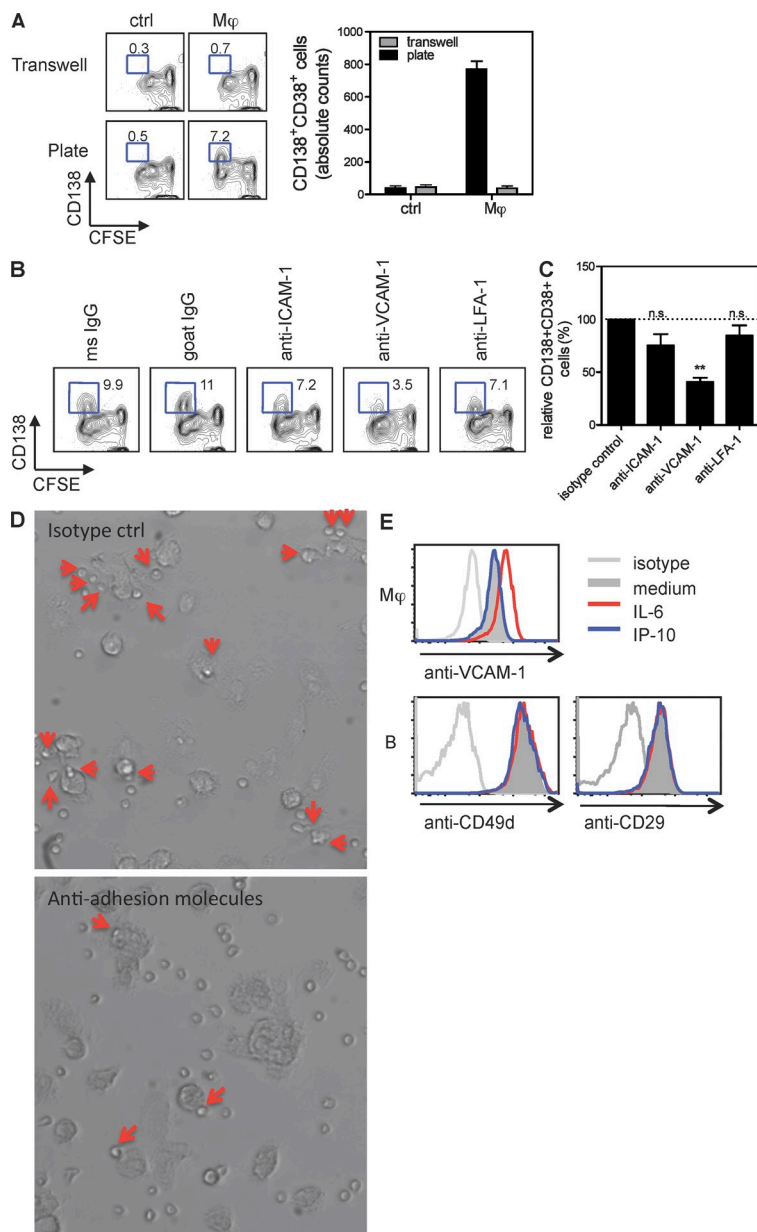 A
ctrl
Mφ
Transwell
0.3
0.7
Plate
0.5
7.2
CD138
CFSE
CD138+CD38+ cells
(absolute counts)
1000
800
600
400
200
0
transwell
plate
ctrl
Mφ
B
ms IgG
goat IgG
anti-ICAM-1
anti-VCAM-1
anti-LFA-1
9.9
11
7.2
3.5
7.1
CD138
CFSE
C
relative CD138+CD38+
cells (%)
150
100
50
0
n.s.
**
n.s.
isotype control
anti-ICAM-1
anti-VCAM-1
anti-LFA-1
D
Isotype ctrl
Anti-adhesion molecules
E
Mφ
anti-VCAM-1
isotype
medium
IL-6
IP-10
B
anti-CD49d
anti-CD29